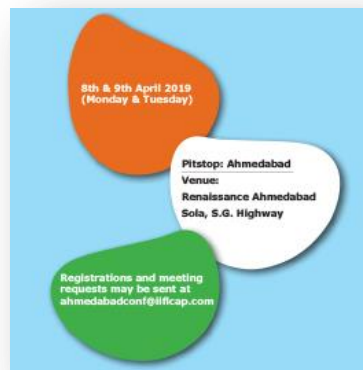 8th & 9th April 2019
(Monday & Tuesday)
Pitstop: Ahmedabad
Venue:
Renaissance Ahmedabad
Sola, S.G. Highway
Registrations and meeting
requests may be sent at
ahmedabadconf@iiflcap.com